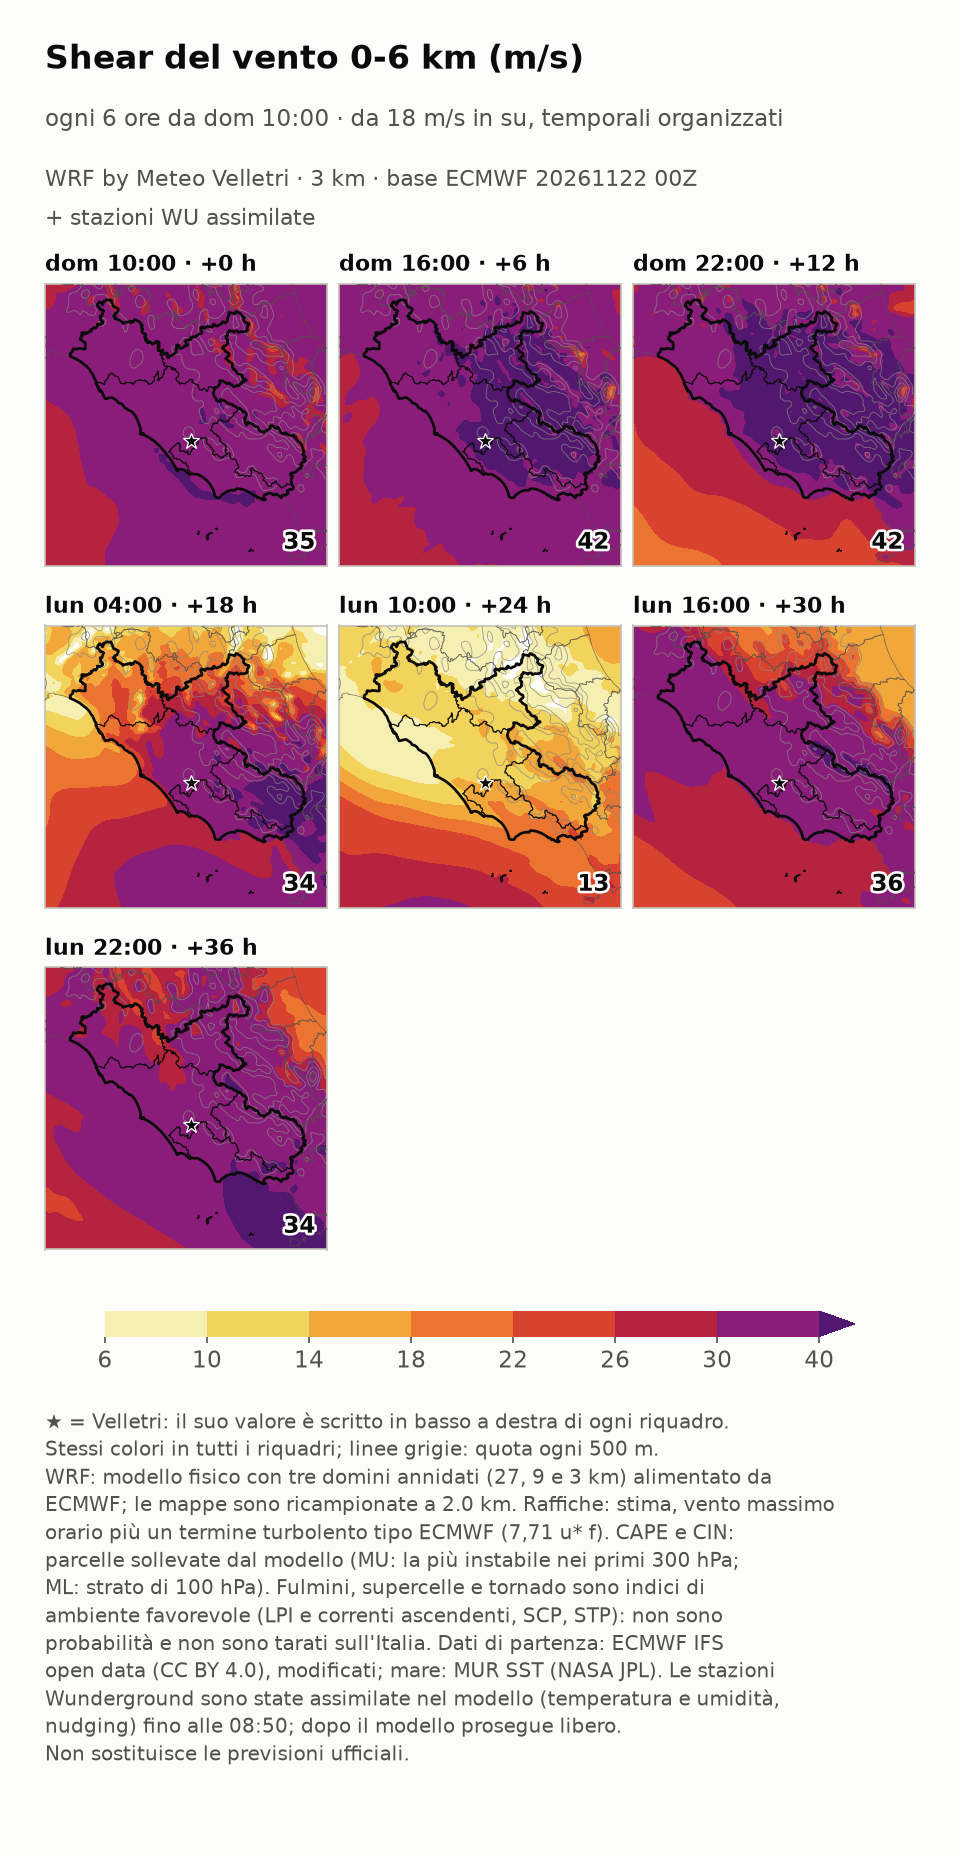 Shear del vento 0-6 km (m/s)
ogni 6 ore da dom 10:00 · da 18 m/s in su, temporali organizzati
WRF by Meteo Velletri · 3 km · base ECMWF 20261122 00Z
+ stazioni WU assimilate
dom 10:00 · +0 h
dom 16:00 · +6 h
dom 22:00 · +12 h
35
42
42
lun 04:00 · +18 h
lun 10:00 · +24 h
lun 16:00 · +30 h
34
13
36
lun 22:00 · +36 h
34
6 10 14 18 22 26 30 40
★ = Velletri: il suo valore è scritto in basso a destra di ogni riquadro.
Stessi colori in tutti i riquadri; linee grigie: quota ogni 500 m.
WRF: modello fisico con tre domini annidati (27, 9 e 3 km) alimentato da
ECMWF; le mappe sono ricampionate a 2.0 km. Raffiche: stima, vento massimo
orario più un termine turbolento tipo ECMWF (7,71 u* f). CAPE e CIN:
parcelle sollevate dal modello (MU: la più instabile nei primi 300 hPa;
ML: strato di 100 hPa). Fulmini, supercelle e tornado sono indici di
ambiente favorevole (LPI e correnti ascendenti, SCP, STP): non sono
probabilità e non sono tarati sull'Italia. Dati di partenza: ECMWF IFS
open data (CC BY 4.0), modificati; mare: MUR SST (NASA JPL). Le stazioni
Wunderground sono state assimilate nel modello (temperatura e umidità,
nudging) fino alle 08:50; dopo il modello prosegue libero.
Non sostituisce le previsioni ufficiali.